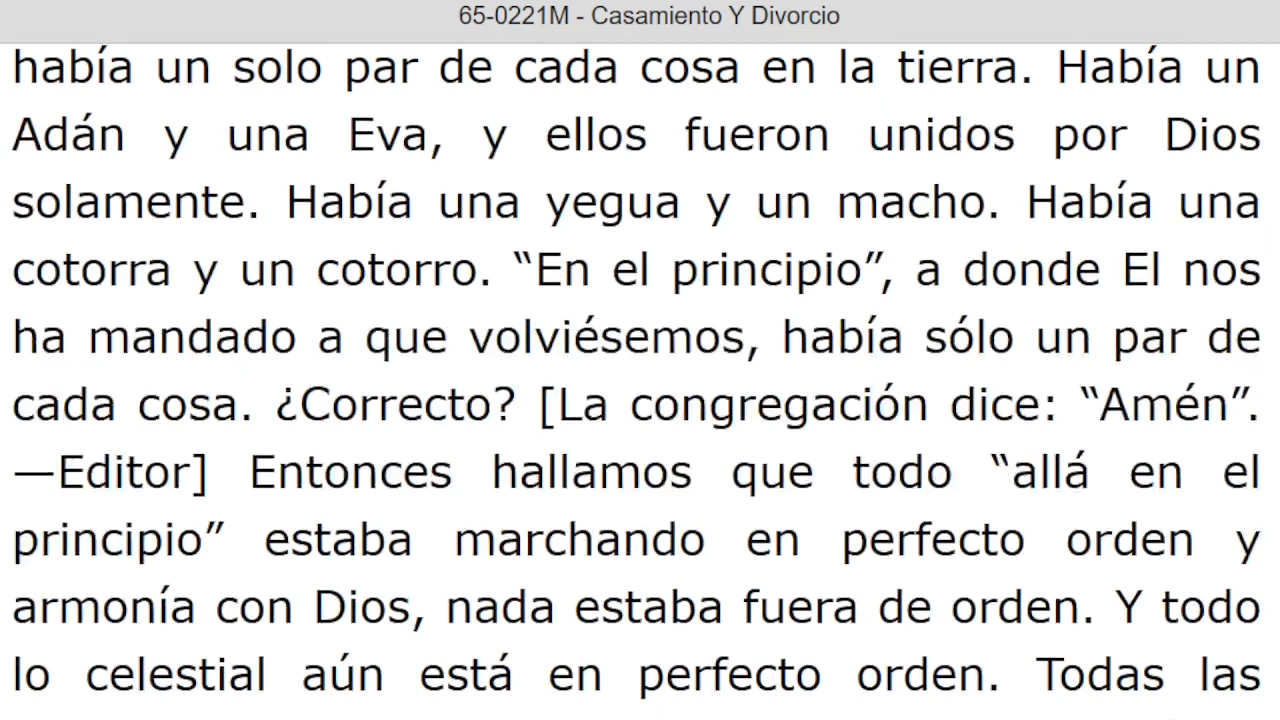 65-0221M - Casamiento Y Divorcio
había un solo par de cada cosa en la tierra. Había un
Adán y una Eva, y ellos fueron unidos por Dios
solamente. Había una yegua y un macho. Había una
cotorra y un cotorro. “En el principio”, a donde El nos
ha mandado a que volviésemos, había sólo un par de
cada cosa. ¿Correcto? [La congregación dice: “Amén”.
—Editor] Entonces hallamos que todo “allá en el
principio” estaba marchando en perfecto orden y
armonía con Dios, nada estaba fuera de orden. Y todo
lo celestial aún está en perfecto orden. Todas las